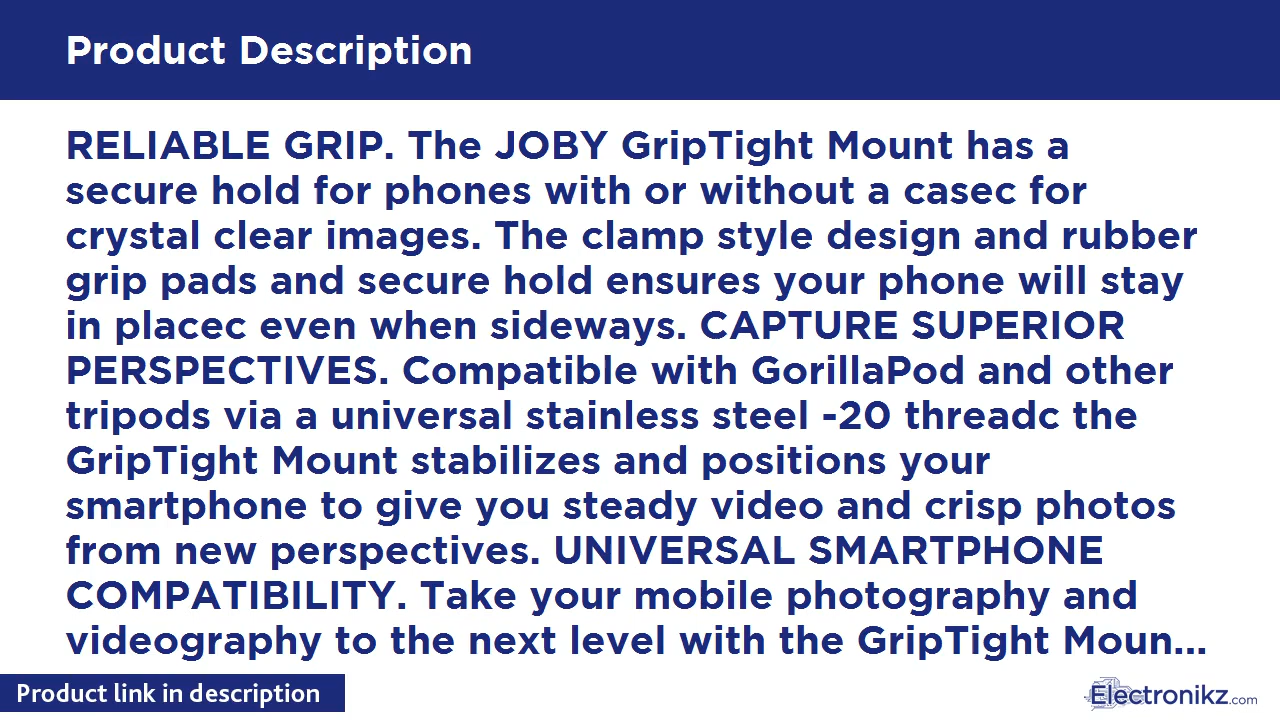 Product Description
RELIABLE GRIP. The JOBY GripTight Mount has a
secure hold for phones with or without a casec for
crystal clear images. The clamp style design and rubber
grip pads and secure hold ensures your phone will stay
in placec even when sideways. CAPTURE SUPERIOR
PERSPECTIVES. Compatible with GorillaPod and other
tripods via a universal stainless steel -20 threadc the
GripTight Mount stabilizes and positions your
smartphone to give you steady video and crisp photos
from new perspectives. UNIVERSAL SMARTPHONE
COMPATIBILITY. Take your mobile photography and
videography to the next level with the GripTight Moun...
Product link in description
Electronikz.com